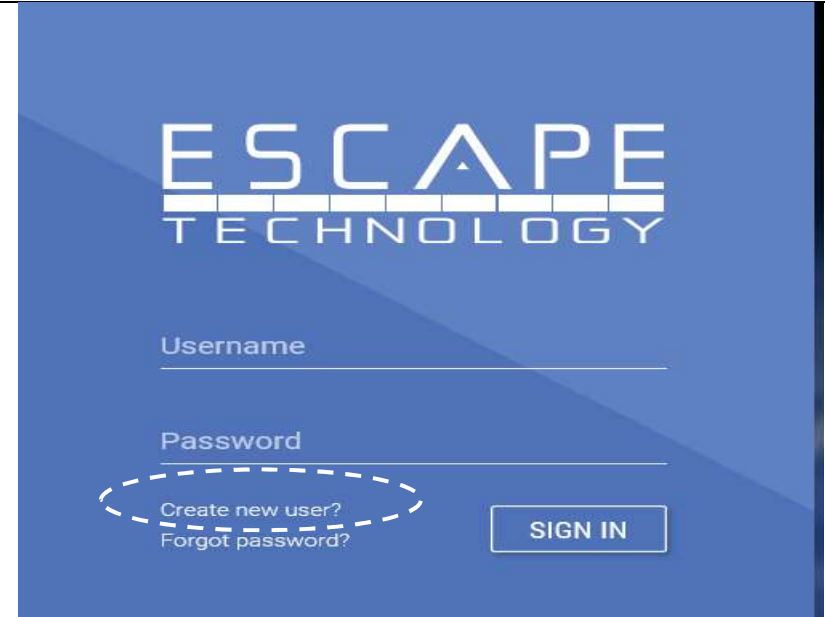 ESCAPE
TECHNOLOGY
Username
Password
Create new user?
Forgot password?
SIGN IN